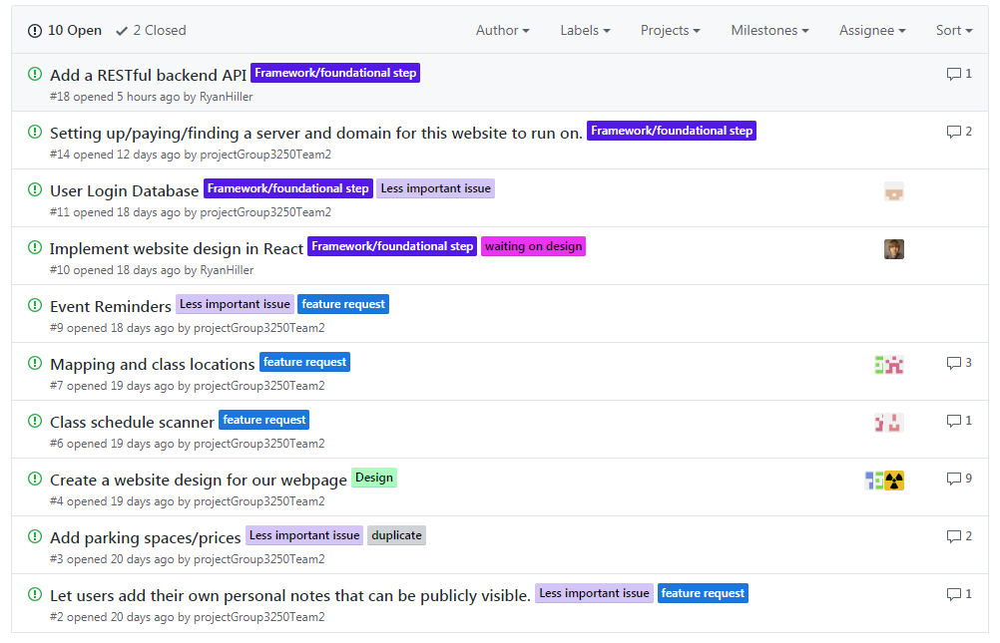 10 Open 2 Closed Author Labels Projects Milestones Assignee Sort
Add a RESTful backend API Framework/foundational step 1
#18 opened 5 hours ago by RyanHiller
Setting up/paying/finding a server and domain for this website to run on. Framework/foundational step 2
#14 opened 12 days ago by projectGroup3250Team2
User Login Database Framework/foundational step Less important issue
#11 opened 18 days ago by projectGroup3250Team2
Implement website design in React Framework/foundational step waiting on design
#10 opened 18 days ago by RyanHiller
Event Reminders Less important issue feature request
#9 opened 18 days ago by projectGroup3250Team2
Mapping and class locations feature request 3
#7 opened 19 days ago by projectGroup3250Team2
Class schedule scanner feature request 1
#6 opened 19 days ago by projectGroup3250Team2
Create a website design for our webpage Design 9
#4 opened 19 days ago by projectGroup3250Team2
Add parking spaces/prices Less important issue duplicate 2
#3 opened 20 days ago by projectGroup3250Team2
Let users add their own personal notes that can be publicly visible. Less important issue feature request 1
#2 opened 20 days ago by projectGroup3250Team2